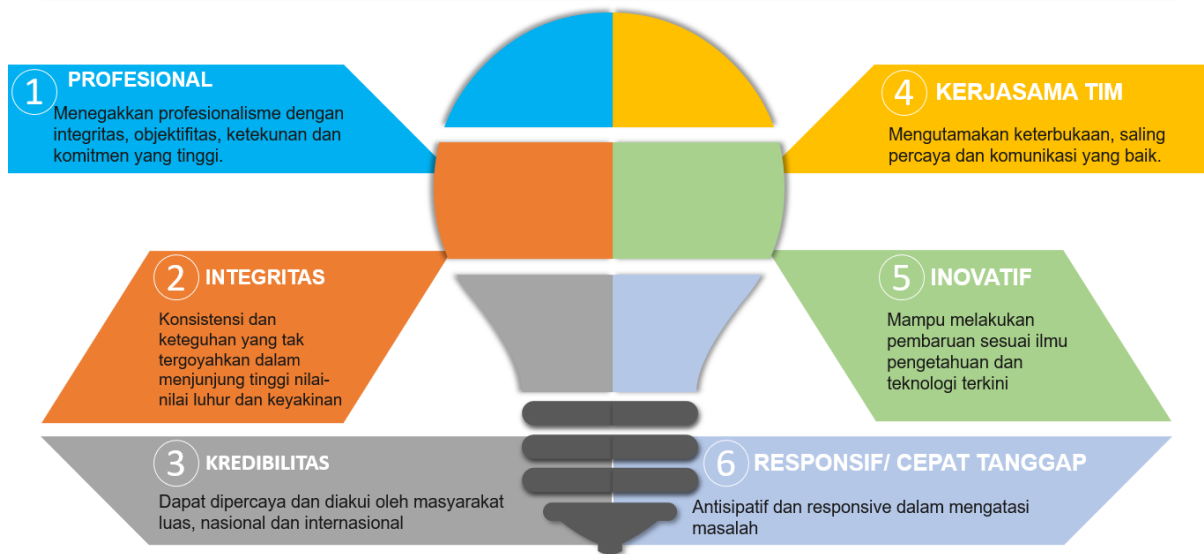 1
PROFESIONAL
Menegakkan profesionalisme dengan
integritas, objektifitas, ketekunan dan
komitmen yang tinggi.
2
INTEGRITAS
Konsistensi dan
keteguhan yang tak
tergoyahkan dalam
menjunjung tinggi nilai-
nilai luhur dan keyakinan
3
KREDIBILITAS
Dapat dipercaya dan diakui oleh masyarakat
luas, nasional dan internasional
4
KERJASAMA TIM
Mengutamakan keterbukaan, saling
percaya dan komunikasi yang baik.
5
INOVATIF
Mampu melakukan
pembaruan sesuai ilmu
pengetahuan dan
teknologi terkini
6
RESPONSIF/ CEPAT TANGGAP
Antisipatif dan responsive dalam mengatasi
masalah